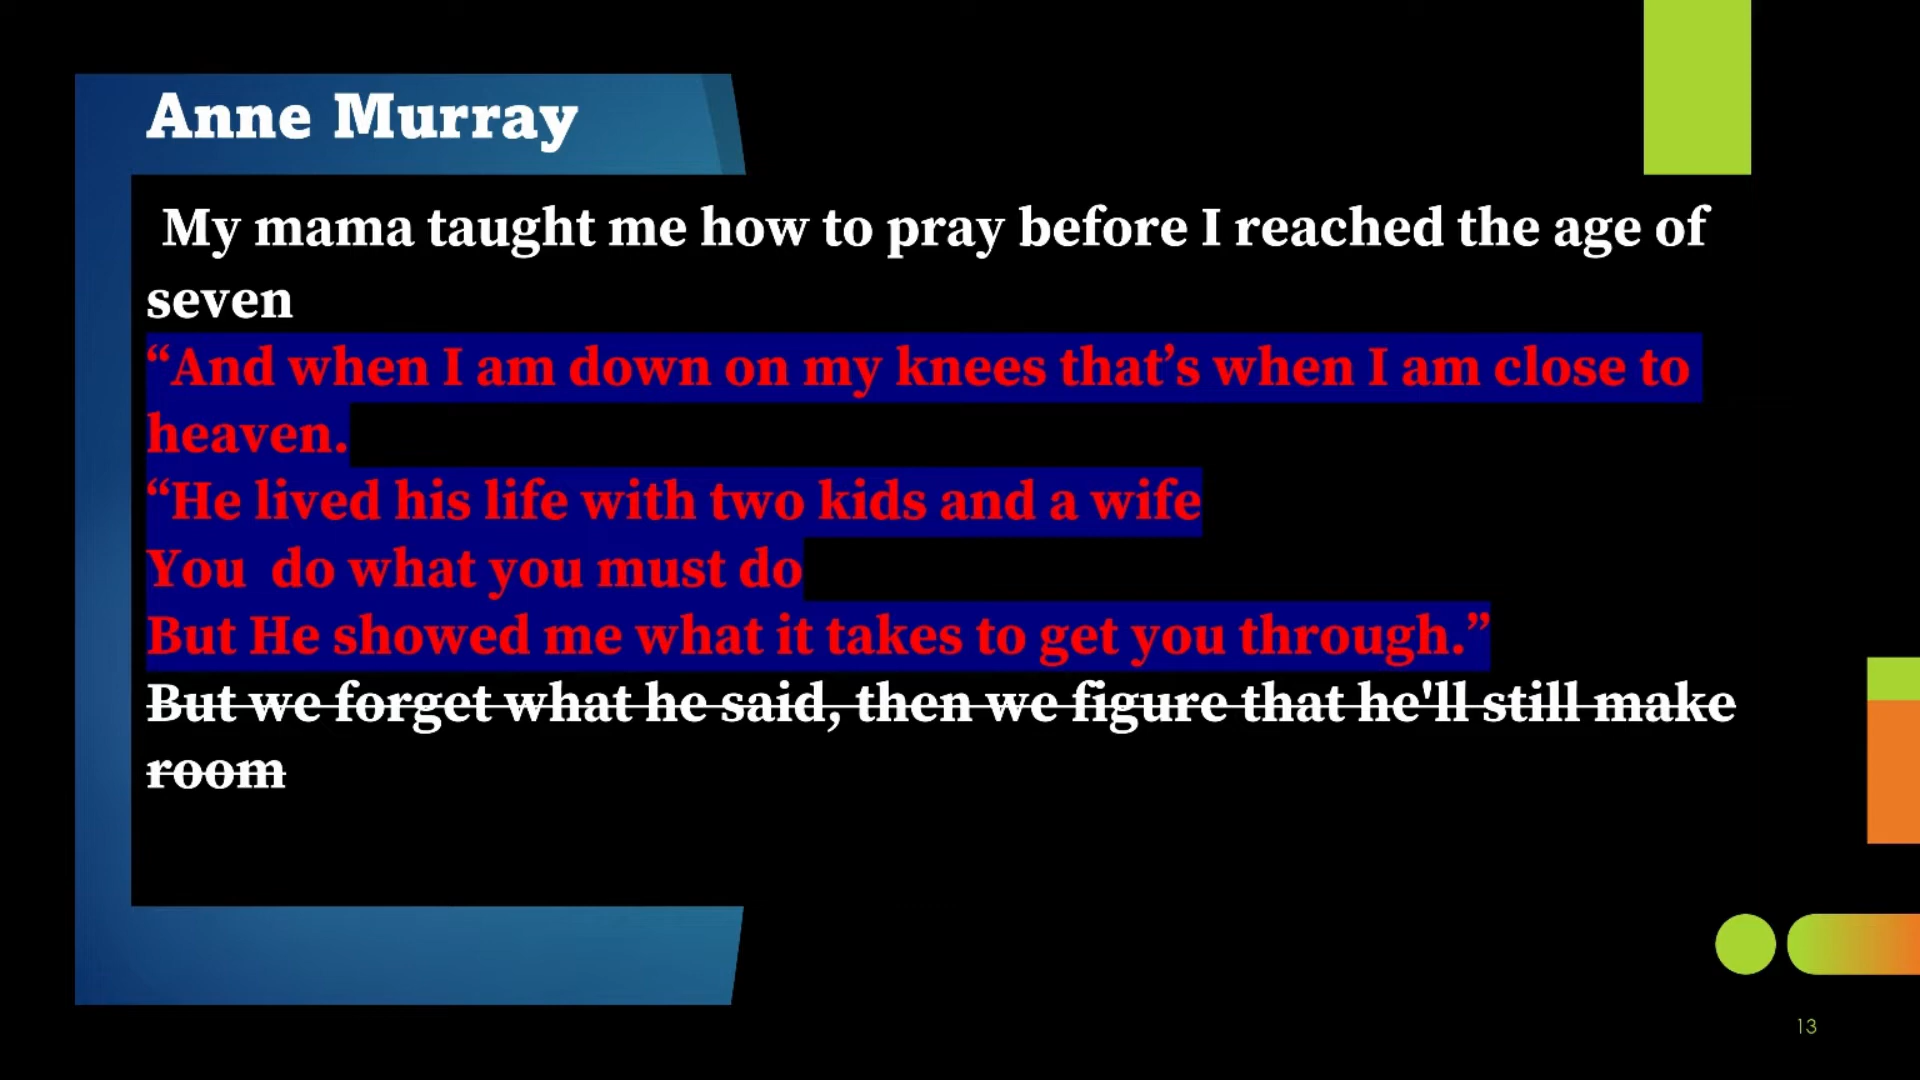 Anne Murray
My mama taught me how to pray before I reached the age of
seven
“And when I am down on my knees that’s when I am close to
heaven.
“He lived his life with two kids and a wife
You  do what you must do
But He showed me what it takes to get you through.”
But we forget what he said, then we figure that he'll still make
room
13